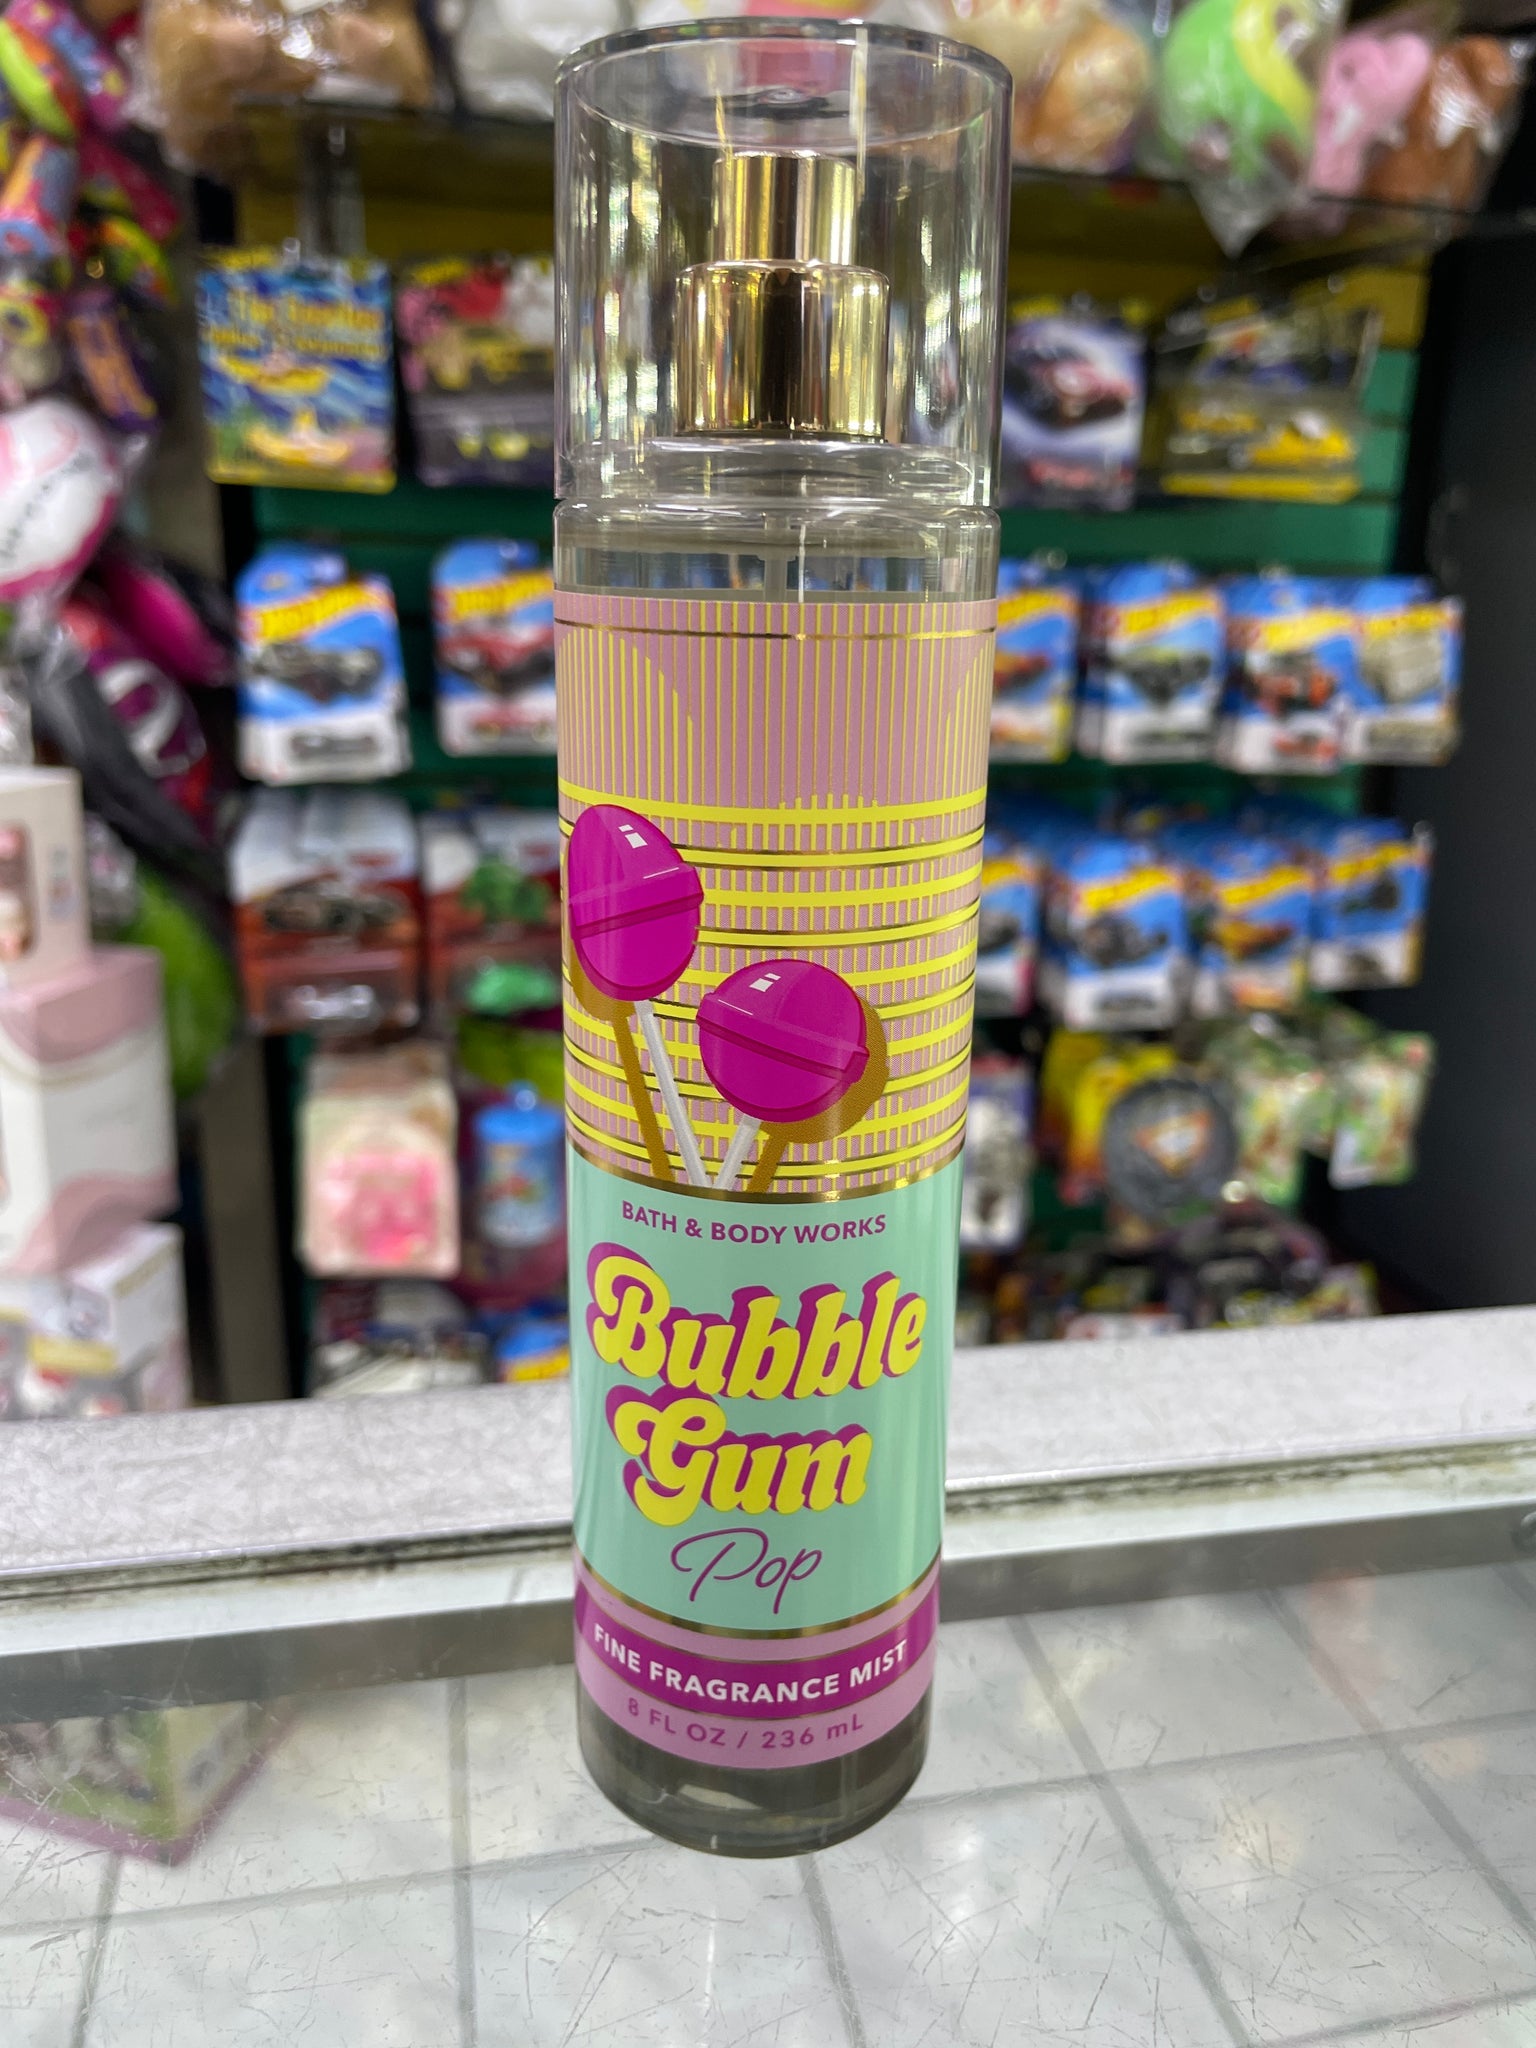 BATH & BODY WORKS
Bubble
Gum
Pop
FINE FRAGRANCE MIST
8 FL OZ / 236 mL